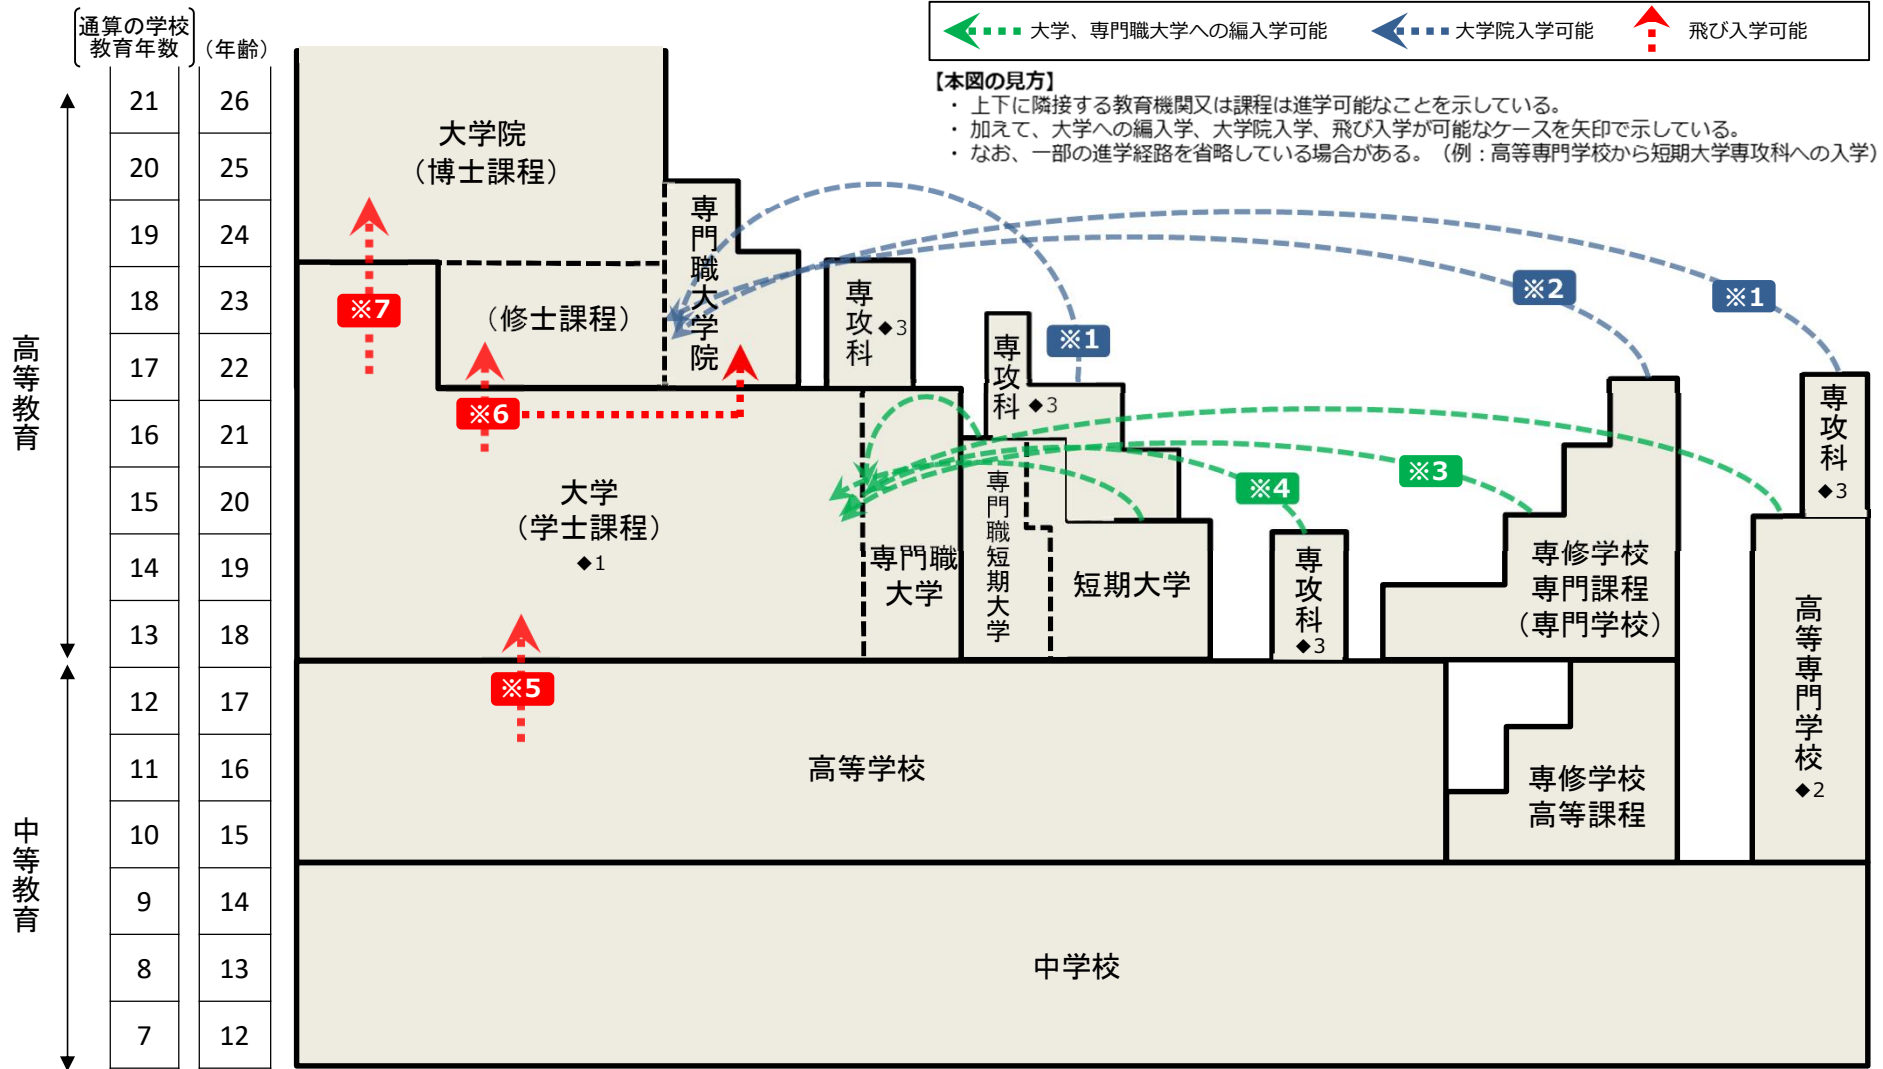 通算の学校
教育年数
（年齢）
大学、専門職大学への編入学可能
大学院入学可能
飛び入学可能
【本図の見方】
・ 上下に隣接する教育機関又は課程は進学可能なことを示している。
・ 加えて、大学への編入学、大学院入学、飛び入学が可能なケースを矢印で示している。
・ なお、一部の進学経路を省略している場合がある。（例：高等専門学校から短期大学専攻科への入学）
高等教育
中等教育
21 26
20 25
19 24
18 23
17 22
16 21
15 20
14 19
13 18
12 17
11 16
10 15
9 14
8 13
7 12
大学院
（博士課程）
（修士課程）
専門職大学院
専攻科
◆3
専攻科
◆3
※7
※6
※1
※2
※1
大学
（学士課程）
◆1
専門職
大学
専門職短期大学
短期大学
※4
※3
専攻科
◆3
専修学校
専門課程
（専門学校）
専攻科
◆3
高等専門学校
◆2
※5
高等学校
専修学校
高等課程
中学校